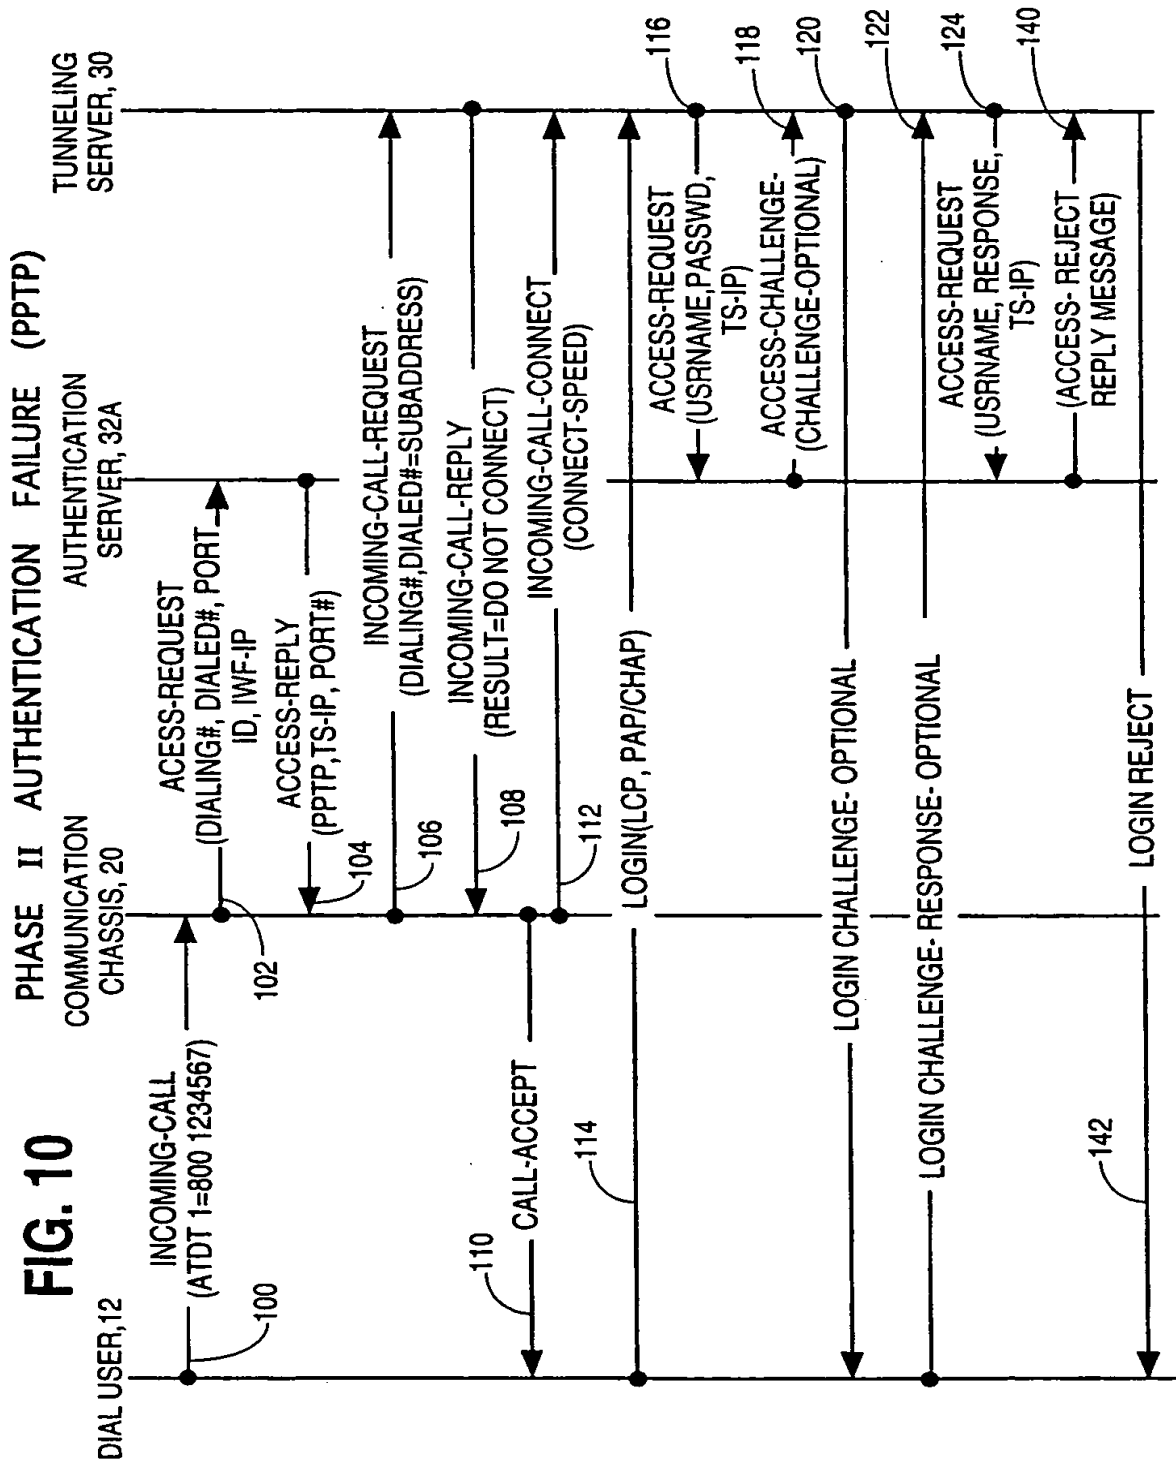 FIG. 10
PHASE II AUTHENTICATION FAILURE (PPTP)
DIAL USER,12
COMMUNICATION
CHASSIS, 20
AUTHENTICATION
SERVER, 32A
TUNNELING
SERVER, 30
INCOMING-CALL
(ATDT 1=800 1234567)
100
ACESS-REQUEST
(DIALING#, DIALED#, PORT
ID, IWF-IP
102
ACCESS-REPLY
(PPTP,TS-IP, PORT#)
104
INCOMING-CALL-REQUEST
(DIALING#,DIALED#=SUBADDRESS)
106
INCOMING-CALL-REPLY
(RESULT=DO NOT CONNECT)
108
CALL-ACCEPT
110
INCOMING-CALL-CONNECT
(CONNECT-SPEED)
112
LOGIN(LCP, PAP/CHAP)
114
ACCESS-REQUEST
(USRNAME,PASSWD,
TS-IP)
116
ACCESS-CHALLENGE-
(CHALLENGE-OPTIONAL)
118
LOGIN CHALLENGE- OPTIONAL
120
LOGIN CHALLENGE- RESPONSE- OPTIONAL
122
ACCESS-REQUEST
(USRNAME, RESPONSE,
TS-IP)
124
(ACCESS- REJECT
REPLY MESSAGE)
140
LOGIN REJECT
142